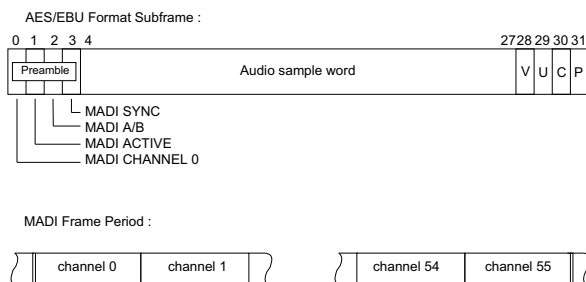 AES/EBU Format Subframe :
0 1 2 3 4 27 28 29 30 31
Preamble Audio sample word V U C P
MADI SYNC
MADI A/B
MADI ACTIVE
MADI CHANNEL 0
MADI Frame Period :
channel 0 channel 1 channel 54 channel 55